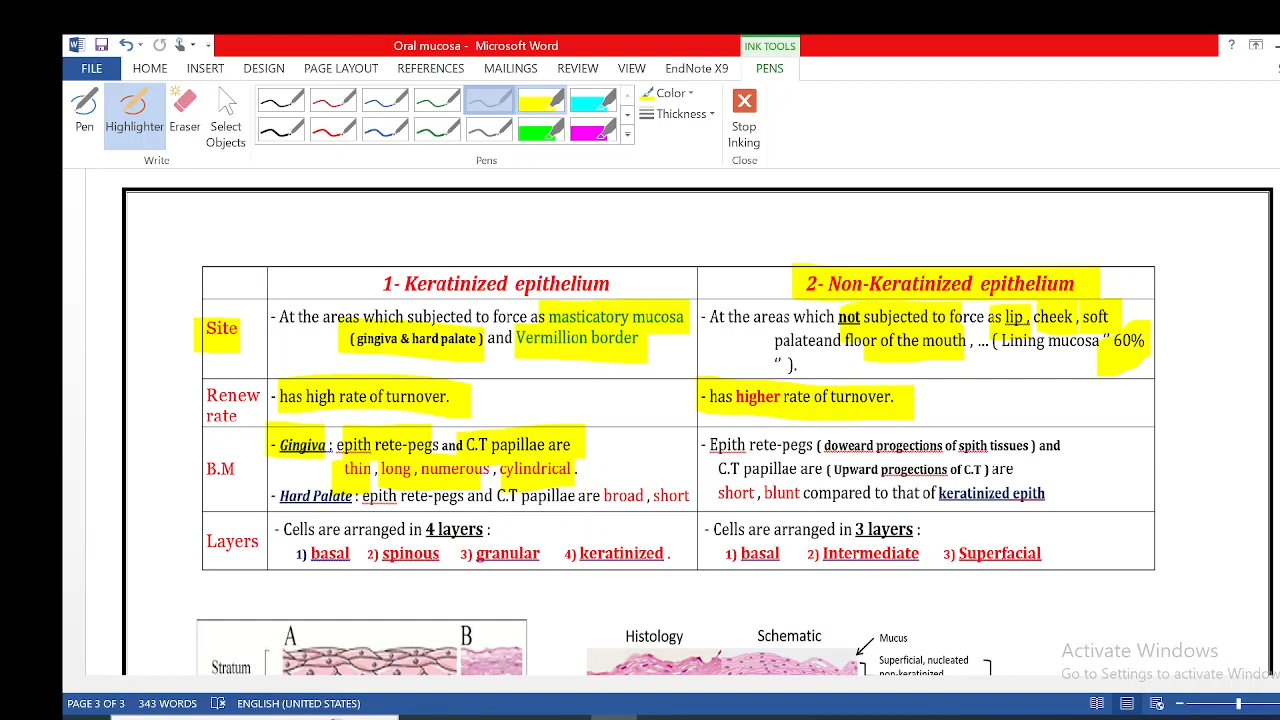 Oral mucosa - Microsoft Word
INK TOOLS
?
FILE HOME INSERT DESIGN PAGE LAYOUT REFERENCES MAILINGS REVIEW VIEW EndNote X9 PENS
Pen Highlighter Eraser Select Objects
Color
Thickness
Stop Inking
Write Pens Close
1- Keratinized epithelium 2- Non-Keratinized epithelium
Site
- At the areas which subjected to force as masticatory mucosa
( gingiva & hard palate ) and Vermillion border
- At the areas which not subjected to force as lip , cheek , soft
palateand floor of the mouth , ... ( Lining mucosa " 60%
" ).
Renew
rate
- has high rate of turnover.
- has higher rate of turnover.
B.M
- Gingiva : epith rete-pegs and C.T papillae are
thin , long , numerous , cylindrical .
- Hard Palate : epith rete-pegs and C.T papillae are broad , short
- Epith rete-pegs ( doweard progections of spith tissues ) and
C.T papillae are ( Upward progections of C.T ) are
short , blunt compared to that of keratinized epith
Layers
- Cells are arranged in 4 layers :
1) basal 2) spinous 3) granular 4) keratinized .
- Cells are arranged in 3 layers :
1) basal 2) Intermediate 3) Superfacial
A B
Stratum
Histology Schematic
Mucus
Superficial, nucleated
non-keratinized
Activate Windows
Go to Settings to activate Window
PAGE 3 OF 3 343 WORDS ENGLISH (UNITED STATES)